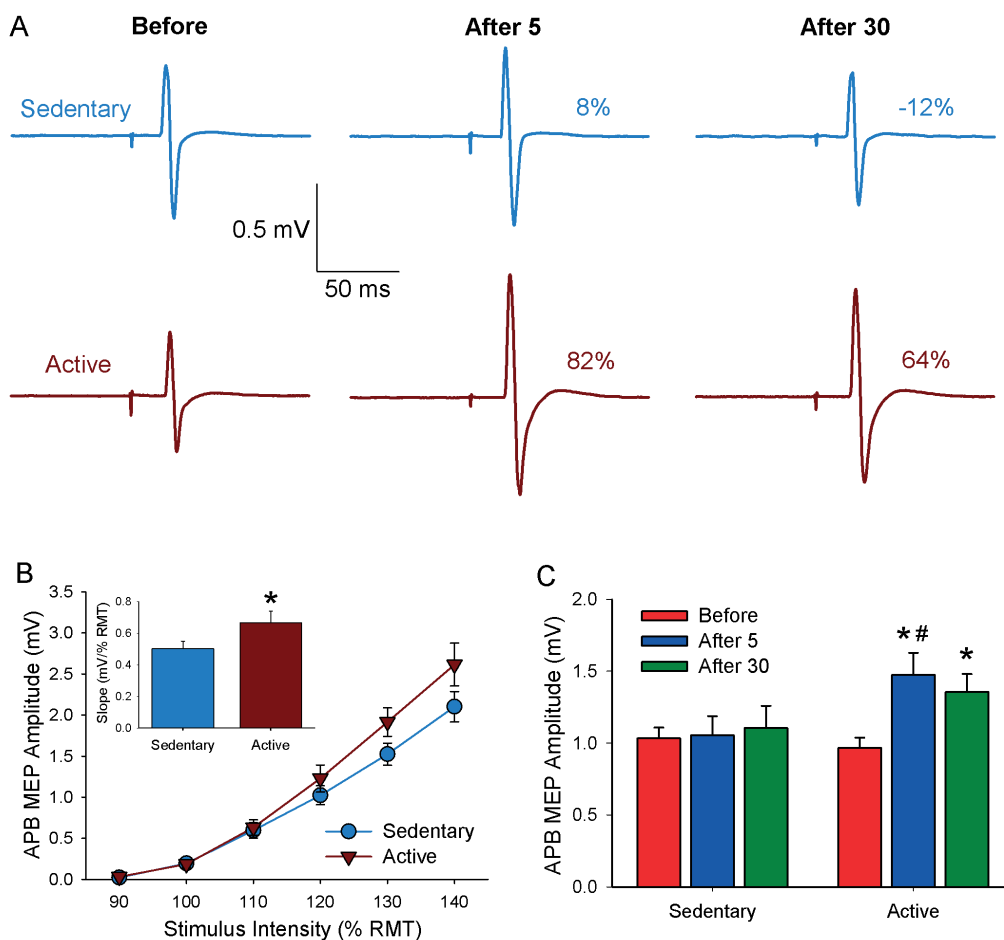 A
Before
After 5
After 30
Sedentary
8%
-12%
0.5 mV
50 ms
Active
82%
64%
B
APB MEP Amplitude (mV)
3.5
3.0
2.5
2.0
1.5
1.0
0.5
0.0
90
100
110
120
130
140
Stimulus Intensity (% RMT)
Sedentary
Active
Slope (mV/% RMT)
0.8
0.6
0.4
0.2
0.0
*
Sedentary
Active
C
APB MEP Amplitude (mV)
2.0
1.5
1.0
0.5
0.0
Before
After 5
After 30
* #
*
Sedentary
Active